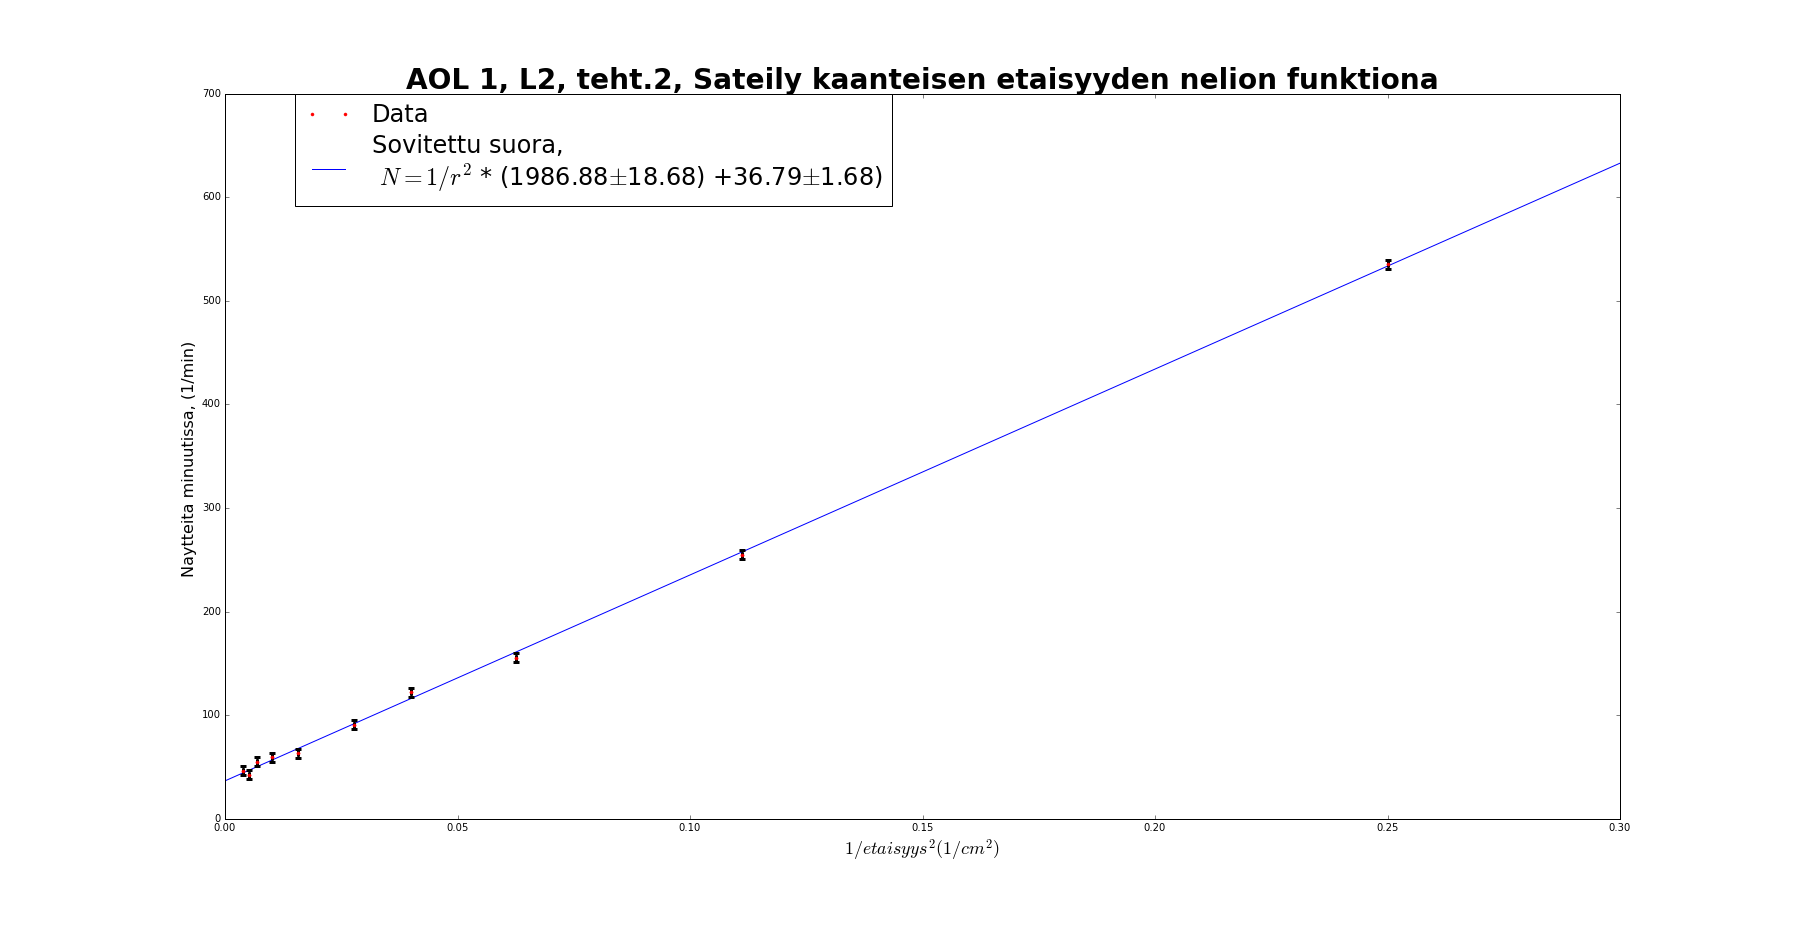 AOL 1, L2, teht.2, Sateily kaanteisen etaisyyden nelion funktiona
Data
Sovitettu suora,
N = 1/r² * (1986.88±18.68) +36.79±1.68)
Naytteita minuutissa, (1/min)
700
600
500
400
300
200
100
0
0.00 0.05 0.10 0.15 0.20 0.25 0.30
1/etaisyys²(1/cm²)